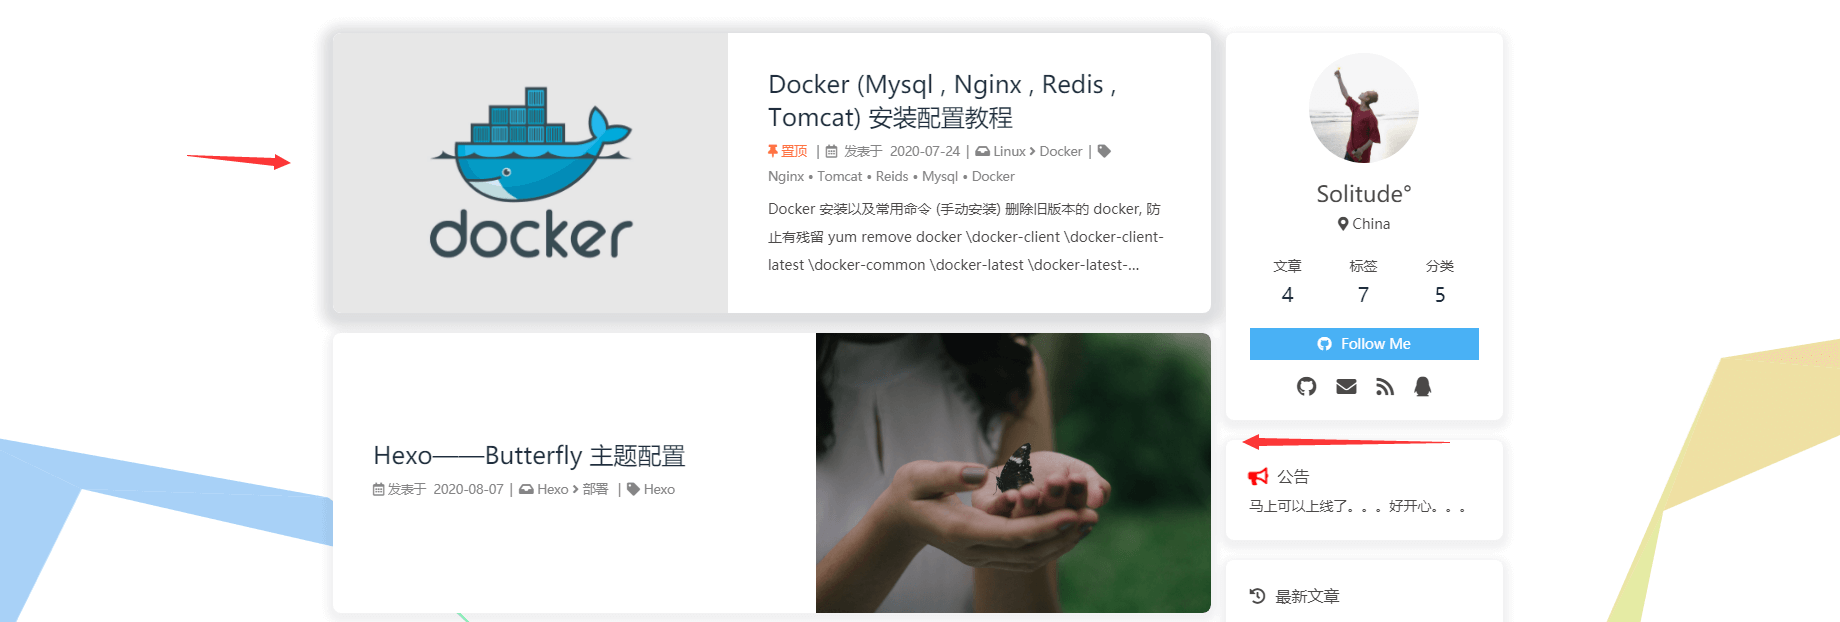 docker
Docker (Mysql , Nginx , Redis ,
Tomcat) 安装配置教程
置顶 | 发表于 2020-07-24 | Linux > Docker |
Nginx • Tomcat • Reids • Mysql • Docker
Docker 安装以及常用命令 (手动安装) 删除旧版本的 docker, 防
止有残留 yum remove docker \docker-client \docker-client-
latest \docker-common \docker-latest \docker-latest-...
Hexo——Butterfly 主题配置
发表于 2020-08-07 | Hexo > 部署 | Hexo
Solitude°
China
文章 标签 分类
4 7 5
Follow Me
公告
马上可以上线了。。。好开心。。。
最新文章